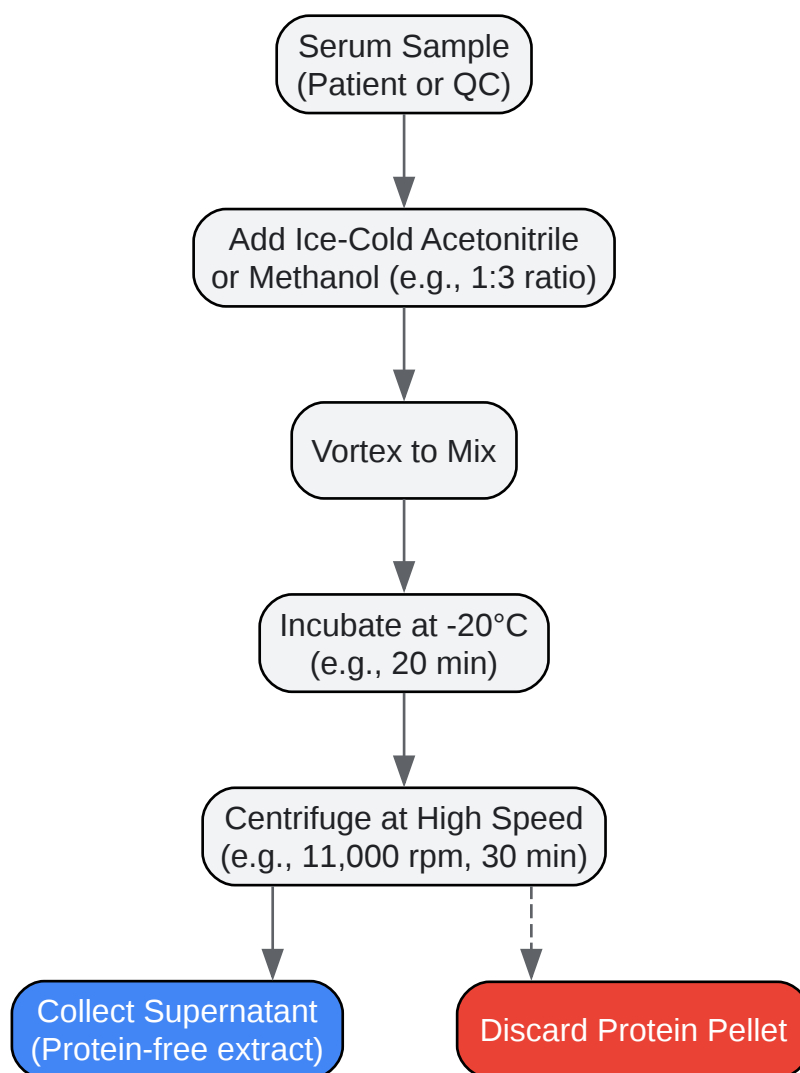 Serum Sample
(Patient or QC)
Add Ice-Cold Acetonitrile
or Methanol (e.g., 1:3 ratio)
Vortex to Mix
Incubate at -20°C
(e.g., 20 min)
Centrifuge at High Speed
(e.g., 11,000 rpm, 30 min)
Collect Supernatant
(Protein-free extract)
Discard Protein Pellet